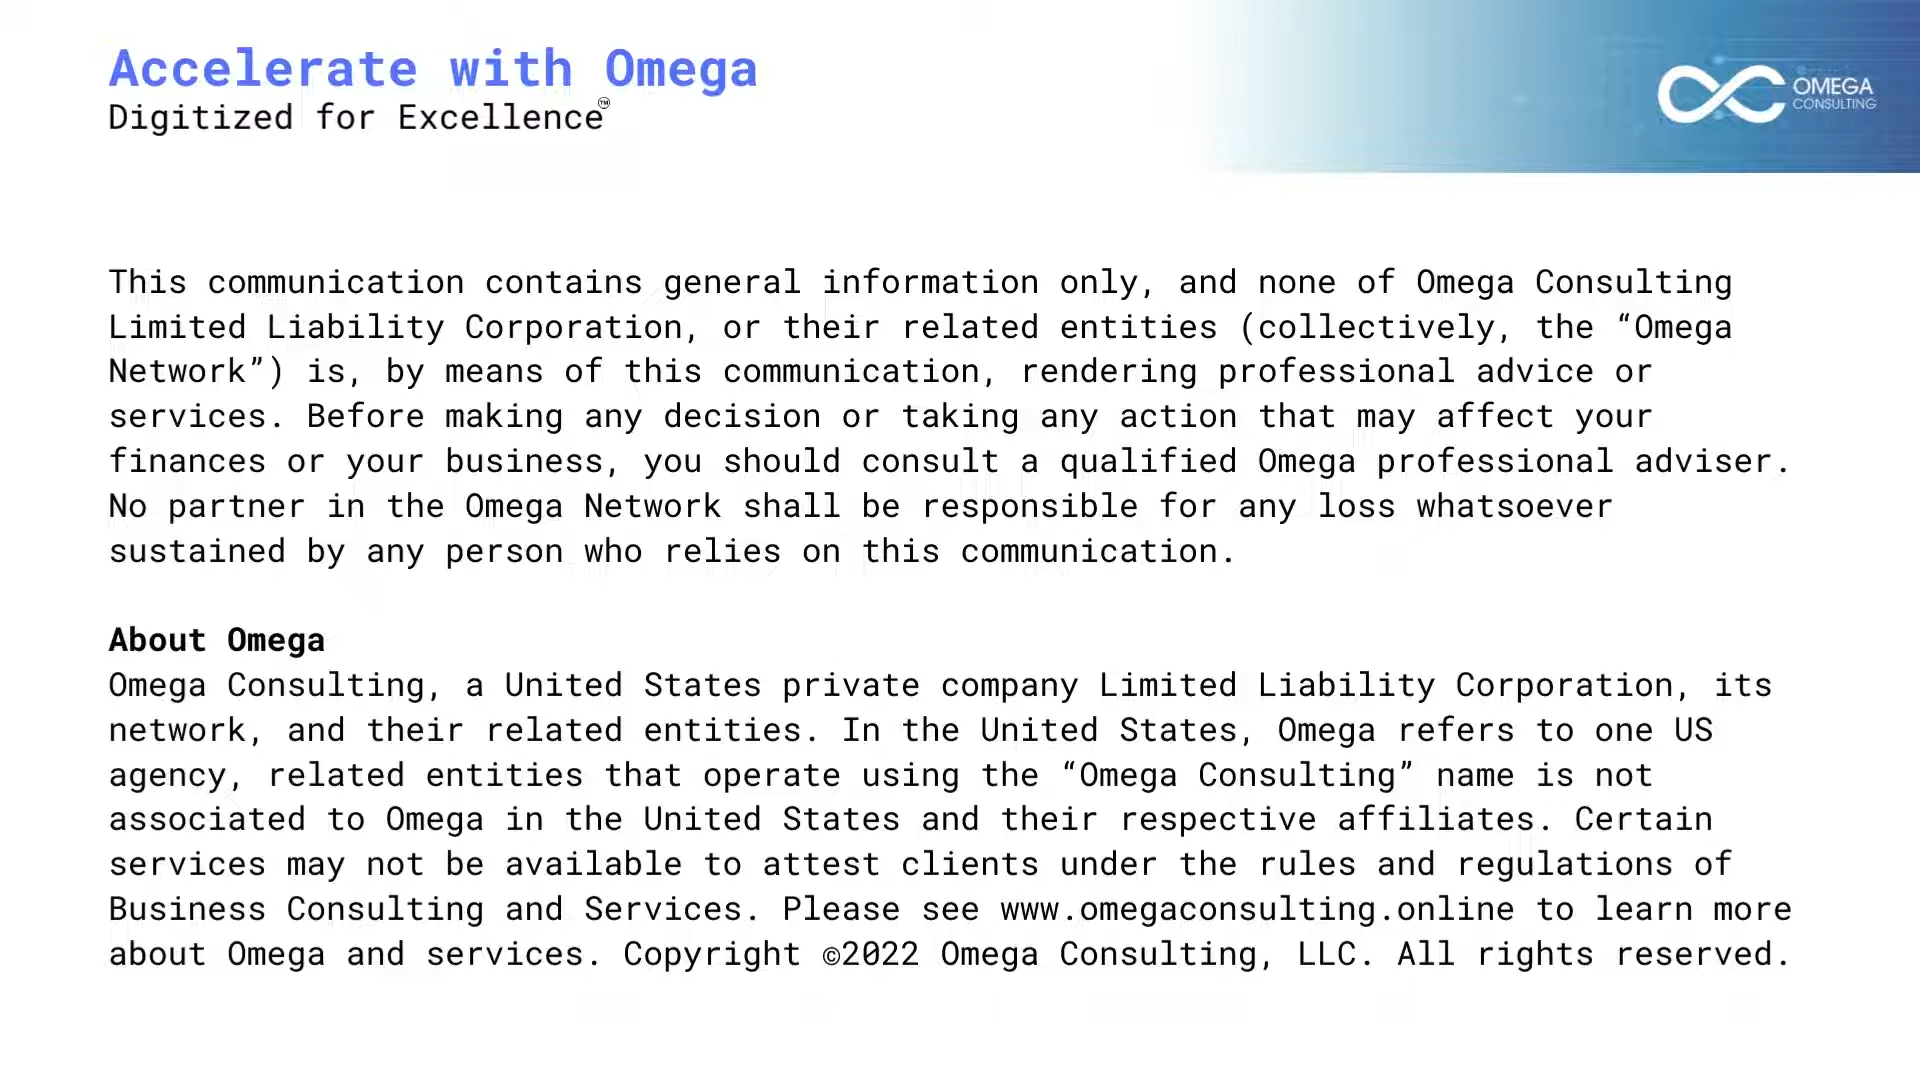 Accelerate with Omega
Digitized for Excellence™
OMEGA
CONSULTING
This communication contains general information only, and none of Omega Consulting
Limited Liability Corporation, or their related entities (collectively, the “Omega
Network”) is, by means of this communication, rendering professional advice or
services. Before making any decision or taking any action that may affect your
finances or your business, you should consult a qualified Omega professional adviser.
No partner in the Omega Network shall be responsible for any loss whatsoever
sustained by any person who relies on this communication.
About Omega
Omega Consulting, a United States private company Limited Liability Corporation, its
network, and their related entities. In the United States, Omega refers to one US
agency, related entities that operate using the “Omega Consulting” name is not
associated to Omega in the United States and their respective affiliates. Certain
services may not be available to attest clients under the rules and regulations of
Business Consulting and Services. Please see www.omegaconsulting.online to learn more
about Omega and services. Copyright ©2022 Omega Consulting, LLC. All rights reserved.